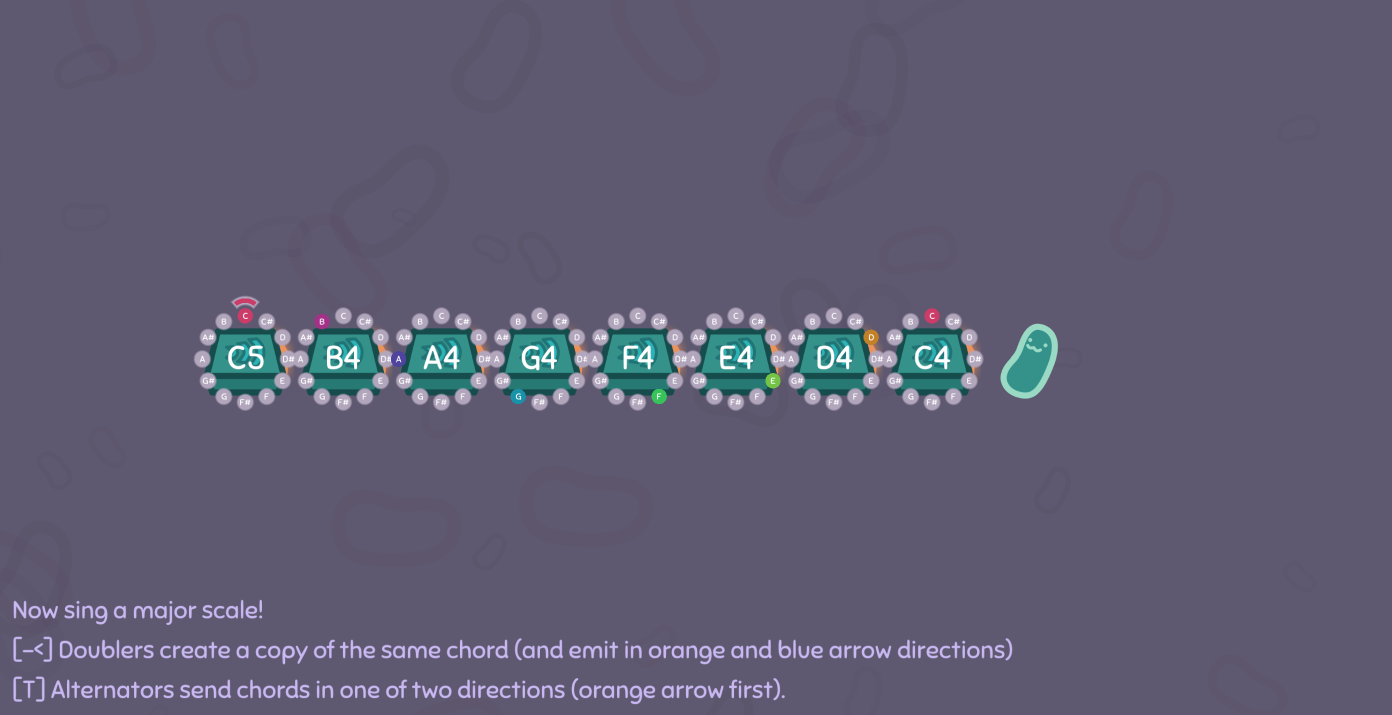 B C C# B C C# B C C# B C C# B C C# B C C# B C C# B C C#
A# D A# D A# D A# D A# D A# D A# D A# D
A C5 D# A B4 D# A A4 D# A G4 D# A F4 D# A E4 D# A D4 D# A C4 D#
G# E G# E G# E G# E G# E G# E G# E G# E
G F# F G F# F G F# F G F# F G F# F G F# F G F# F G F# F
Now sing a major scale!
[-<] Doublers create a copy of the same chord (and emit in orange and blue arrow directions)
[T] Alternators send chords in one of two directions (orange arrow first).